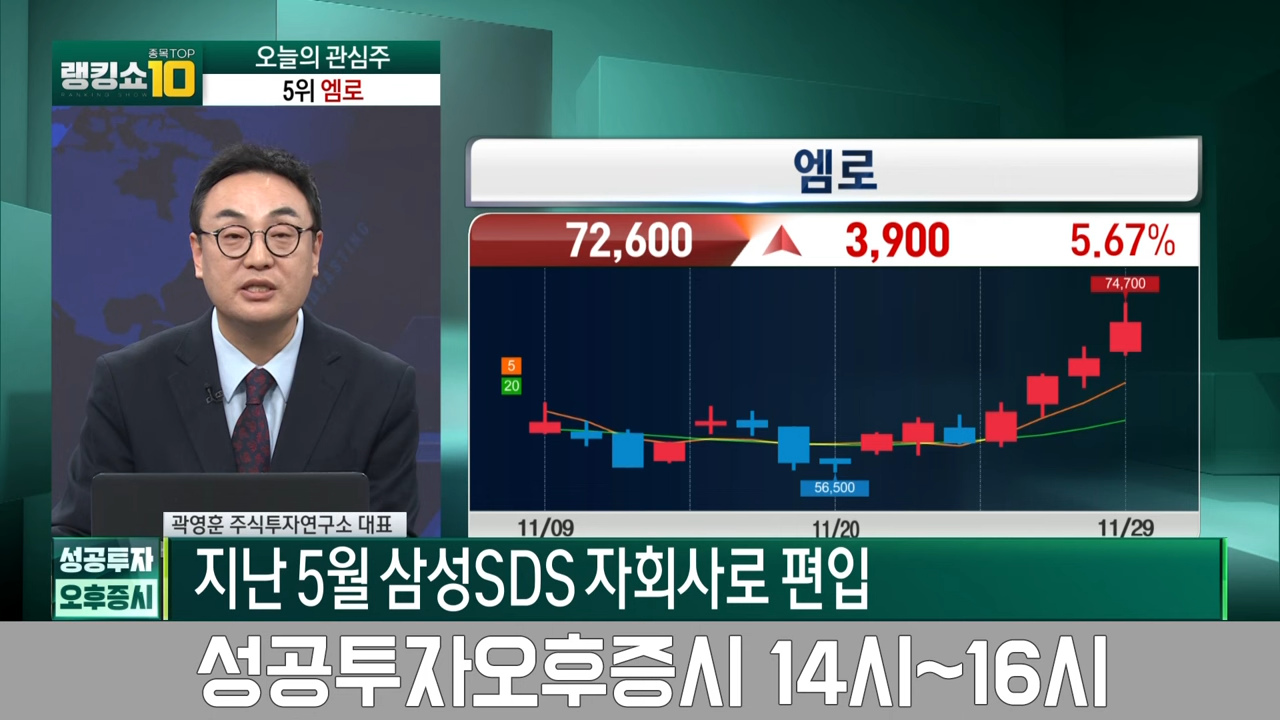 종목TOP
랭킹쇼10
RANKING SHOW
오늘의 관심주
5위 엠로
엠로
72,600 3,900 5.67%
74,700
5
20
56,500
11/09 11/20 11/29
곽영훈 주식투자연구소 대표
성공투자
오후증시
지난 5월 삼성SDS 자회사로 편입
성공투자오후증시 14시~16시